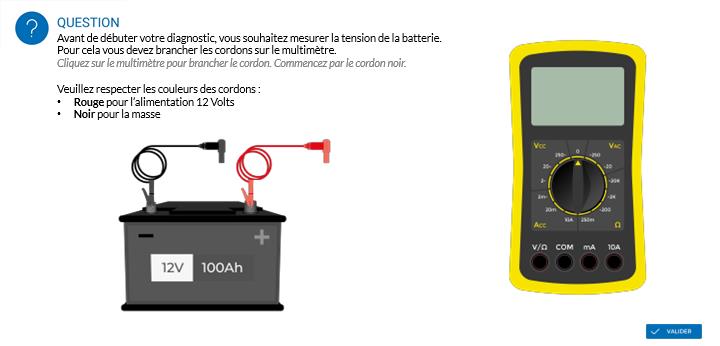 ?
QUESTION
Avant de débuter votre diagnostic, vous souhaitez mesurer la tension de la batterie.
Pour cela vous devez brancher les cordons sur le multimètre.
Cliquez sur le multimètre pour brancher le cordon. Commencez par le cordon noir.
Veuillez respecter les couleurs des cordons :
• Rouge pour l'alimentation 12 Volts
• Noir pour la masse
- +
12V 100Ah
Vcc VAC
250- 0 -250
20- -20
2- -20K
2m- -2K
20m -200
10A 250m
Acc Ω
V/Ω COM mA 10A
VALIDER